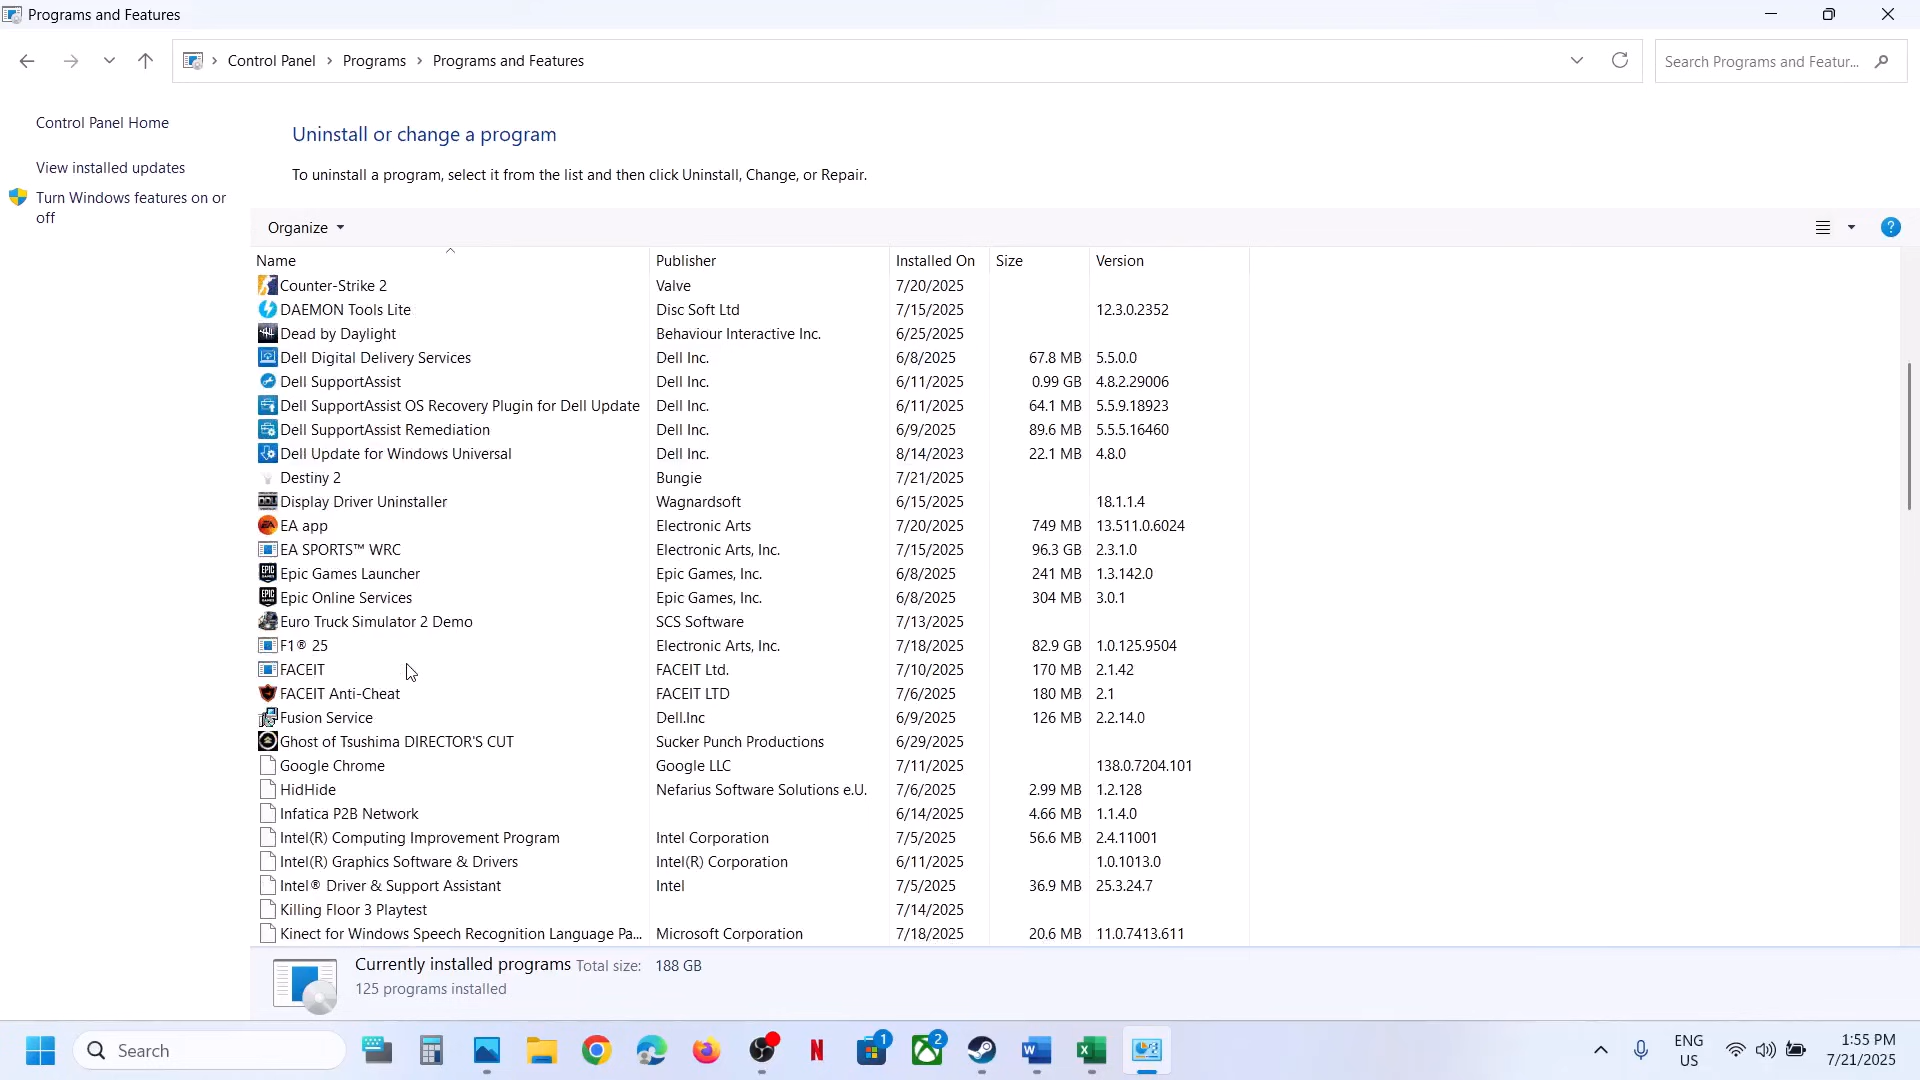 Programs and Features
Control Panel › Programs › Programs and Features
Search Programs and Featur...
Control Panel Home
View installed updates
Turn Windows features on or
off
Uninstall or change a program
To uninstall a program, select it from the list and then click Uninstall, Change, or Repair.
Organize
Name Publisher Installed On Size Version
Counter-Strike 2 Valve 7/20/2025
DAEMON Tools Lite Disc Soft Ltd 7/15/2025 12.3.0.2352
Dead by Daylight Behaviour Interactive Inc. 6/25/2025
Dell Digital Delivery Services Dell Inc. 6/8/2025 67.8 MB 5.5.0.0
Dell SupportAssist Dell Inc. 6/11/2025 0.99 GB 4.8.2.29006
Dell SupportAssist OS Recovery Plugin for Dell Update Dell Inc. 6/11/2025 64.1 MB 5.5.9.18923
Dell SupportAssist Remediation Dell Inc. 6/9/2025 89.6 MB 5.5.5.16460
Dell Update for Windows Universal Dell Inc. 8/14/2023 22.1 MB 4.8.0
Destiny 2 Bungie 7/21/2025
Display Driver Uninstaller Wagnardsoft 6/15/2025 18.1.1.4
EA app Electronic Arts 7/20/2025 749 MB 13.511.0.6024
EA SPORTS™ WRC Electronic Arts, Inc. 7/15/2025 96.3 GB 2.3.1.0
Epic Games Launcher Epic Games, Inc. 6/8/2025 241 MB 1.3.142.0
Epic Online Services Epic Games, Inc. 6/8/2025 304 MB 3.0.1
Euro Truck Simulator 2 Demo SCS Software 7/13/2025
F1® 25 Electronic Arts, Inc. 7/18/2025 82.9 GB 1.0.125.9504
FACEIT FACEIT Ltd. 7/10/2025 170 MB 2.1.42
FACEIT Anti-Cheat FACEIT LTD 7/6/2025 180 MB 2.1
Fusion Service Dell.Inc 6/9/2025 126 MB 2.2.14.0
Ghost of Tsushima DIRECTOR'S CUT Sucker Punch Productions 6/29/2025
Google Chrome Google LLC 7/11/2025 138.0.7204.101
HidHide Nefarius Software Solutions e.U. 7/6/2025 2.99 MB 1.2.128
Infatica P2B Network 6/14/2025 4.66 MB 1.1.4.0
Intel(R) Computing Improvement Program Intel Corporation 7/5/2025 56.6 MB 2.4.11001
Intel(R) Graphics Software & Drivers Intel(R) Corporation 6/11/2025 1.0.1013.0
Intel® Driver & Support Assistant Intel 7/5/2025 36.9 MB 25.3.24.7
Killing Floor 3 Playtest 7/14/2025
Kinect for Windows Speech Recognition Language Pa... Microsoft Corporation 7/18/2025 20.6 MB 11.0.7413.611
Currently installed programs Total size: 188 GB
125 programs installed
Search
1
2
ENG
US
1:55 PM
7/21/2025